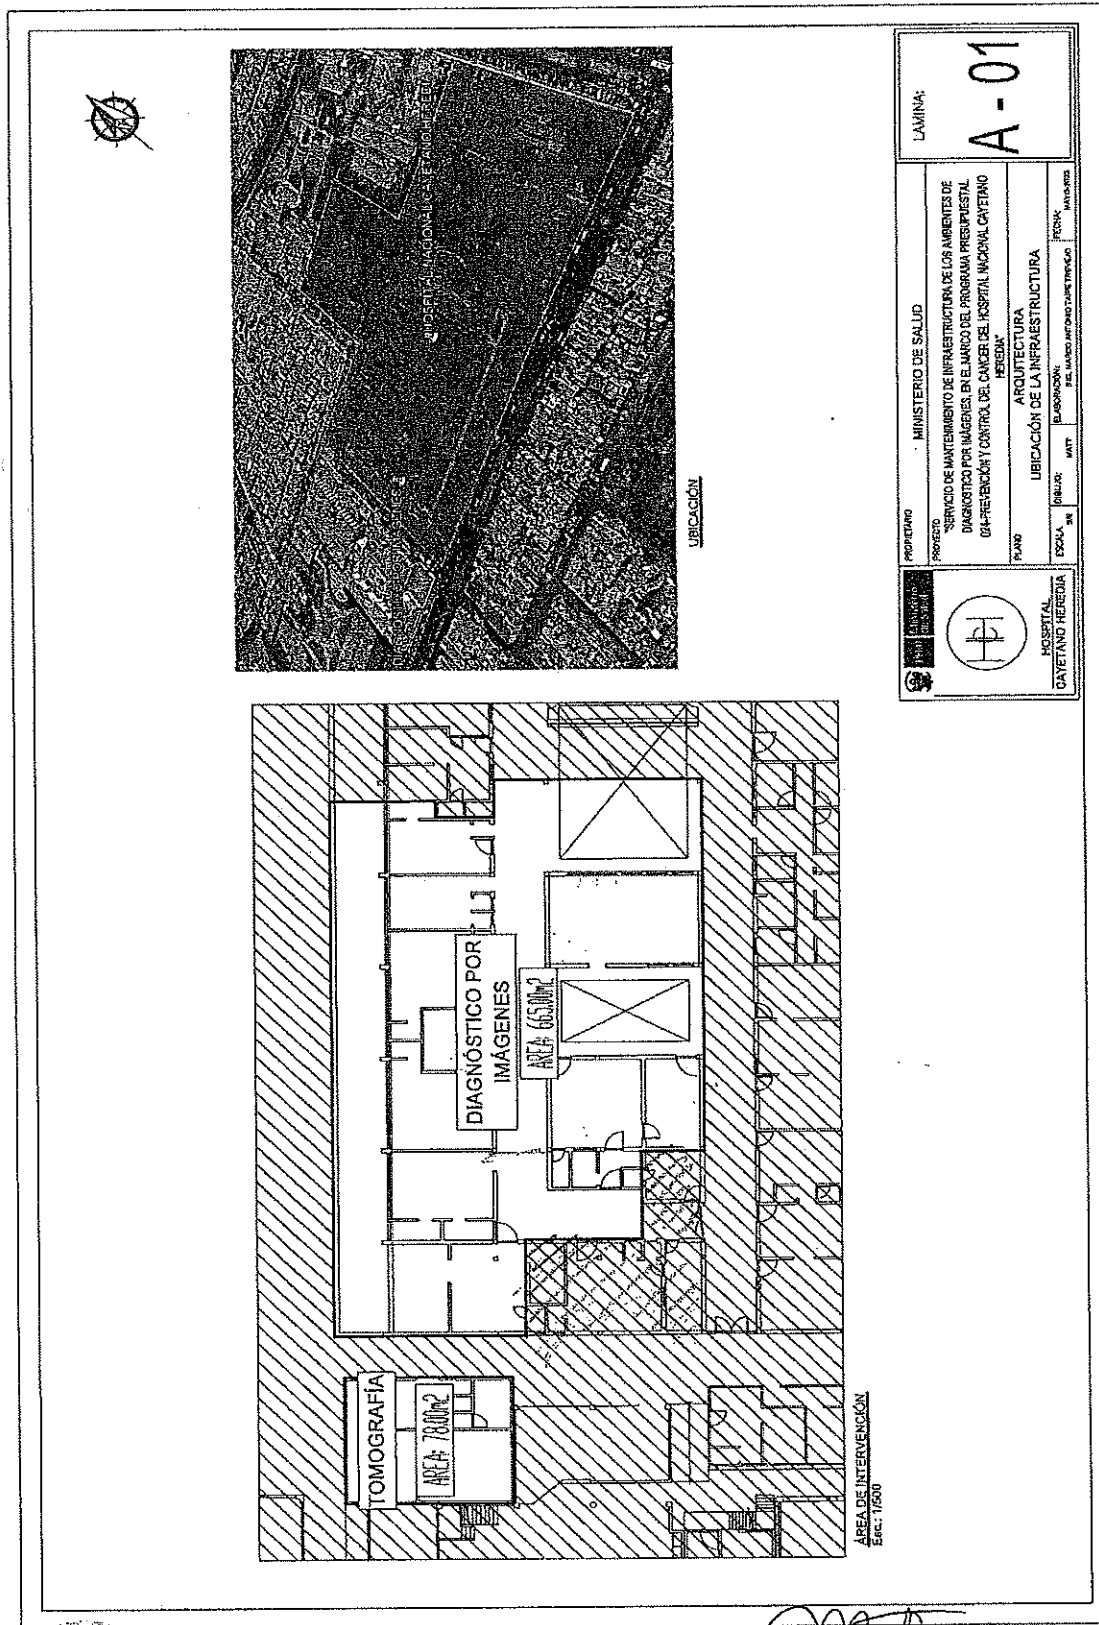 TOMOGRAFÍA
AREA: 78.00m2
DIAGNÓSTICO POR
IMÁGENES
AREA: 665.00m2
ÁREA DE INTERVENCIÓN
Esc.: 1/500
HOSPITAL NACIONAL CAYETANO HEREDIA
UBICACIÓN
HOSPITAL
CAYETANO HEREDIA
PROPIETARIO
MINISTERIO DE SALUD
PROYECTO
"SERVICIO DE MANTENIMIENTO DE INFRAESTRUCTURA DE LOS AMBIENTES DE
DIAGNOSTICO POR IMÁGENES, EN EL MARCO DEL PROGRAMA PRESUPUESTAL
024-PREVENCIÓN Y CONTROL DEL CANCER DEL HOSPITAL NACIONAL CAYETANO
HEREDIA"
PLANO
ARQUITECTURA
UBICACIÓN DE LA INFRAESTRUCTURA
ESCALA
S/E
DIBUJO:
MATT
ELABORACIÓN:
FECHA:
LAMINA:
A - 01